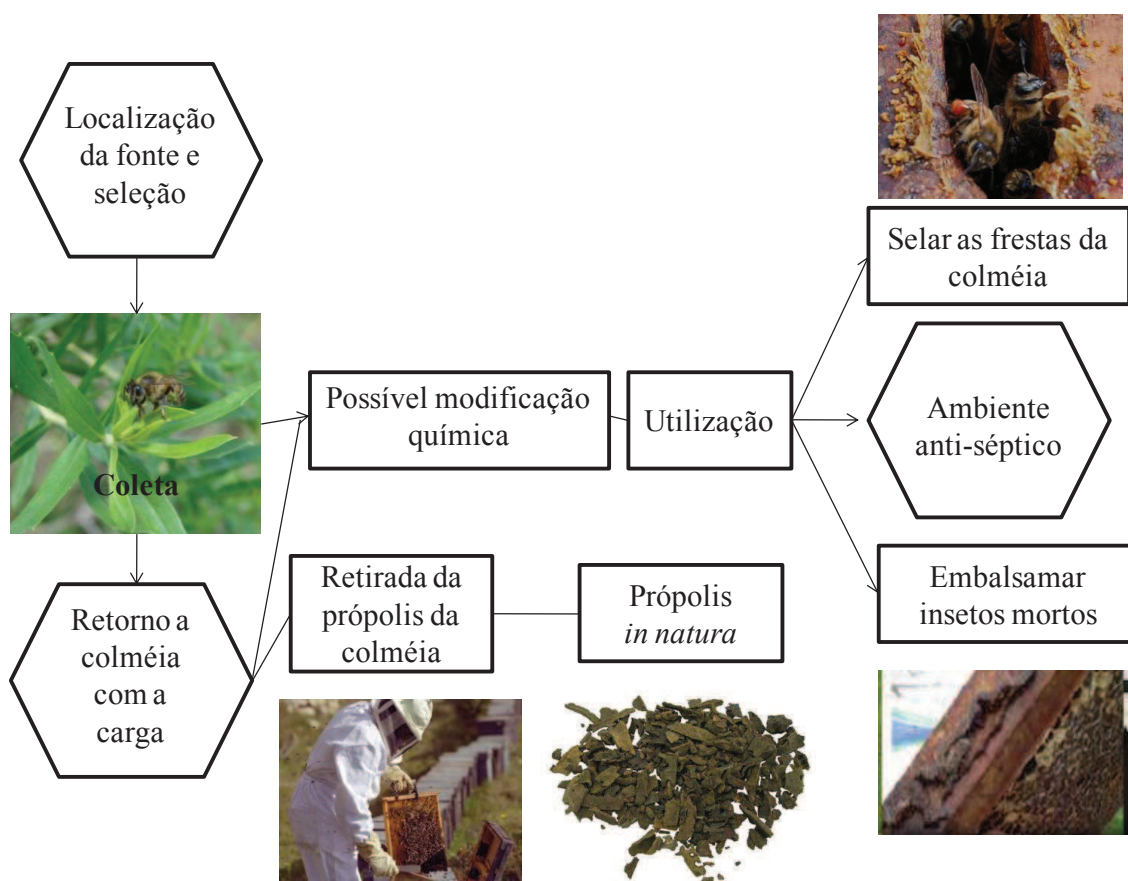 Localização
da fonte e
seleção
Coleta
Retorno a
colméia
com a
carga
Possível modificação
química
Utilização
Selar as frestas da
colméia
Ambiente
anti-séptico
Embalsamar
insetos mortos
Retirada da
própolis da
colméia
Própolis
in natura